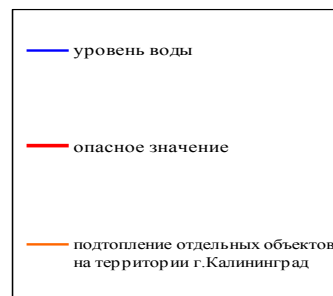 уровень воды
опасное значение
подтопление отдельных объектов
на территории г.Калининград